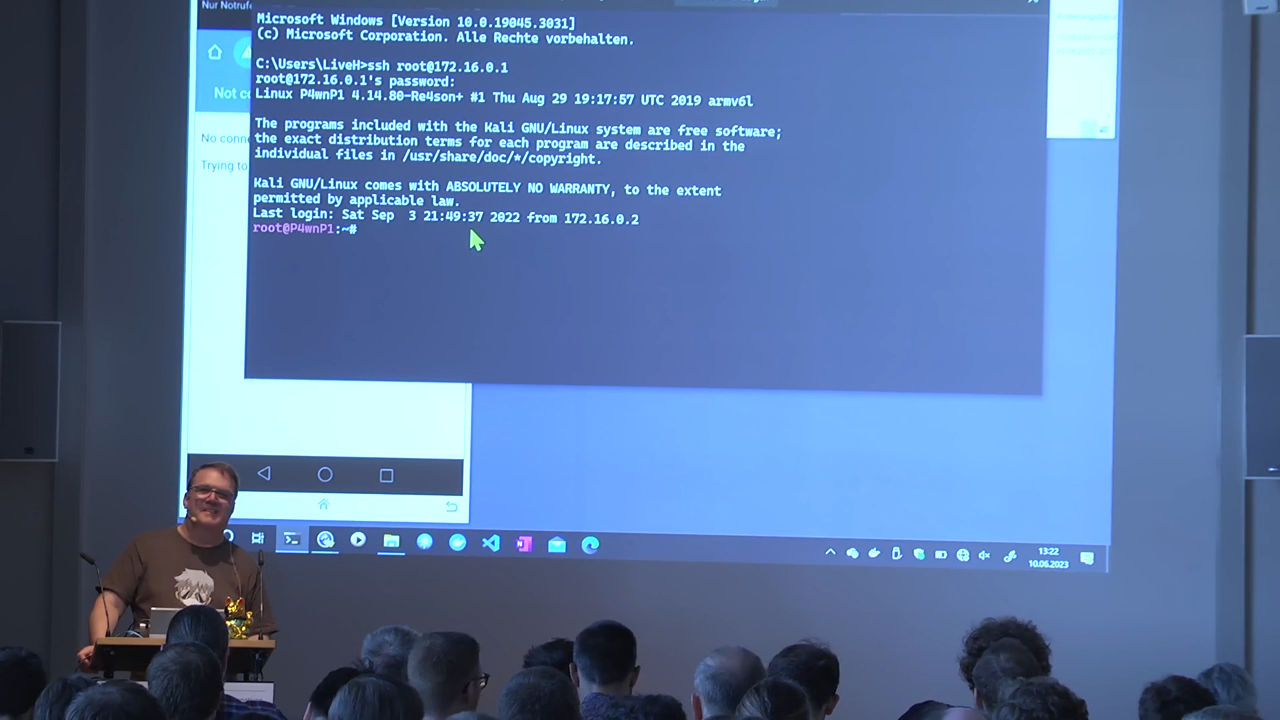 Nur Notruf
Microsoft Windows [Version 10.0.19045.3031]
(c) Microsoft Corporation. Alle Rechte vorbehalten.
C:\Users\LiveH>ssh root@172.16.0.1
root@172.16.0.1's password:
Linux P4wnP1 4.14.80-Re4son+ #1 Thu Aug 29 19:17:57 UTC 2019 armv6l
The programs included with the Kali GNU/Linux system are free software;
the exact distribution terms for each program are described in the
individual files in /usr/share/doc/*/copyright.
Kali GNU/Linux comes with ABSOLUTELY NO WARRANTY, to the extent
permitted by applicable law.
Last login: Sat Sep  3 21:49:37 2022 from 172.16.0.2
root@P4wnP1:~#
Not c
No conne
Trying to
13:22
10.06.2023